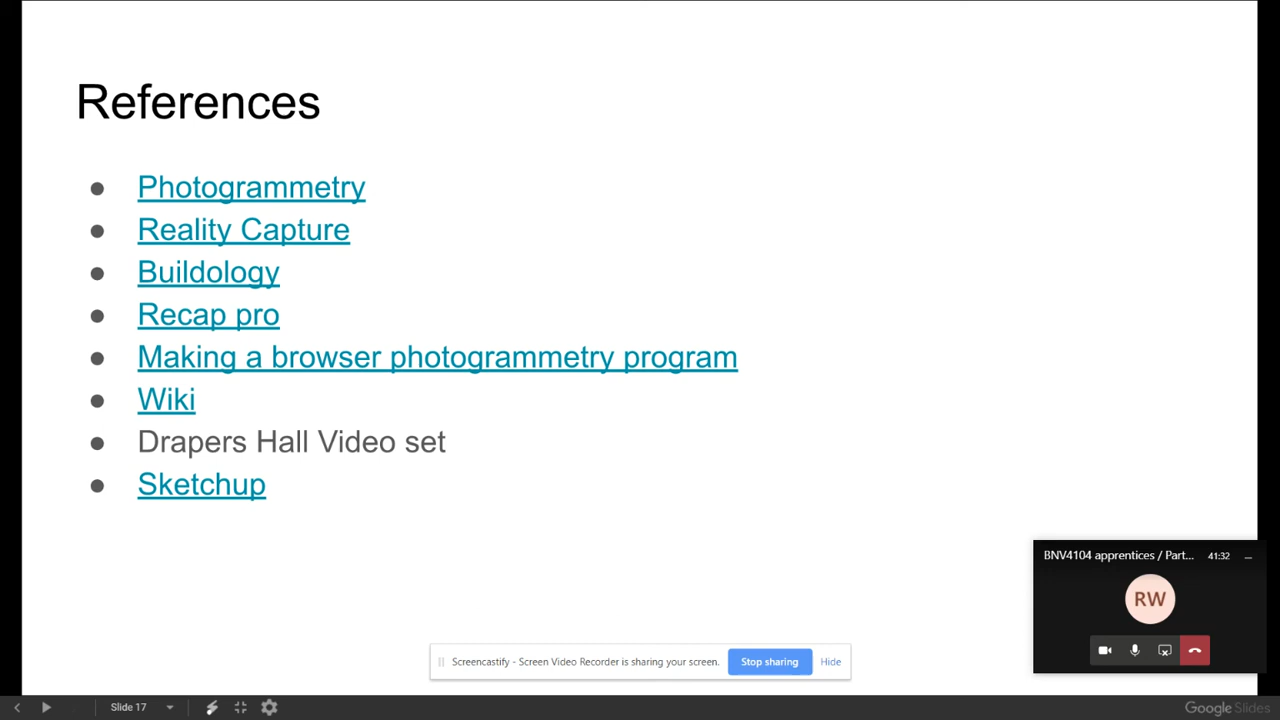 References
● Photogrammetry
● Reality Capture
● Buildology
● Recap pro
● Making a browser photogrammetry program
● Wiki
● Drapers Hall Video set
● Sketchup
BNV4104 apprentices / Part... 41:32
RW
Screencastify - Screen Video Recorder is sharing your screen. Stop sharing Hide
Slide 17
Google Slides